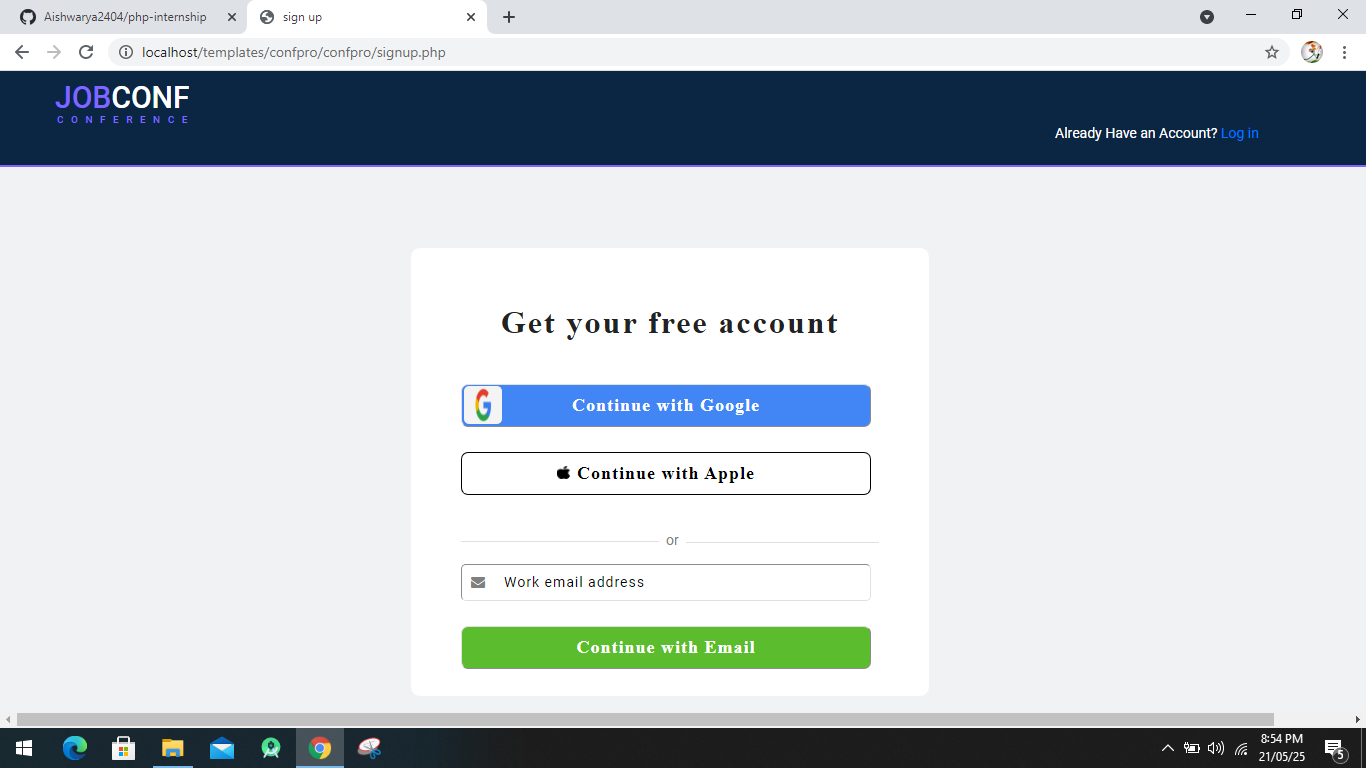 Aishwarya2404/php-internship
sign up
localhost/templates/confpro/confpro/signup.php
JOBCONF
CONFERENCE
Already Have an Account? Log in
Get your free account
Continue with Google
Continue with Apple
or
Work email address
Continue with Email
8:54 PM
21/05/25
5